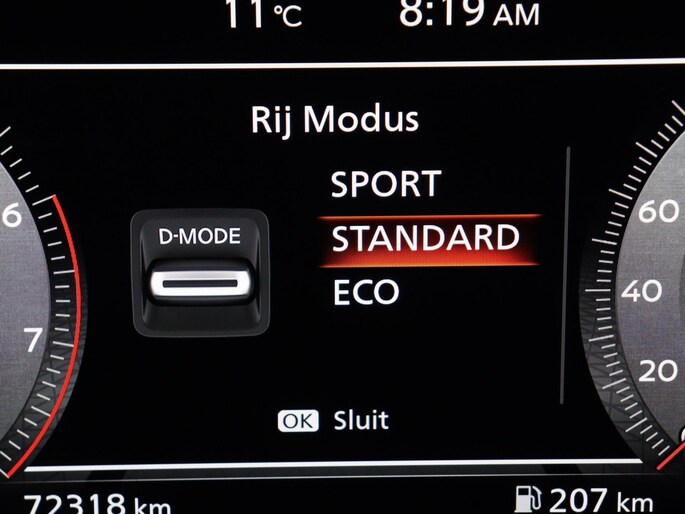 11 °C
8:19 AM
Rij Modus
D-MODE
SPORT
STANDARD
ECO
OK Sluit
6
7
60
40
20
72318 km
207 km